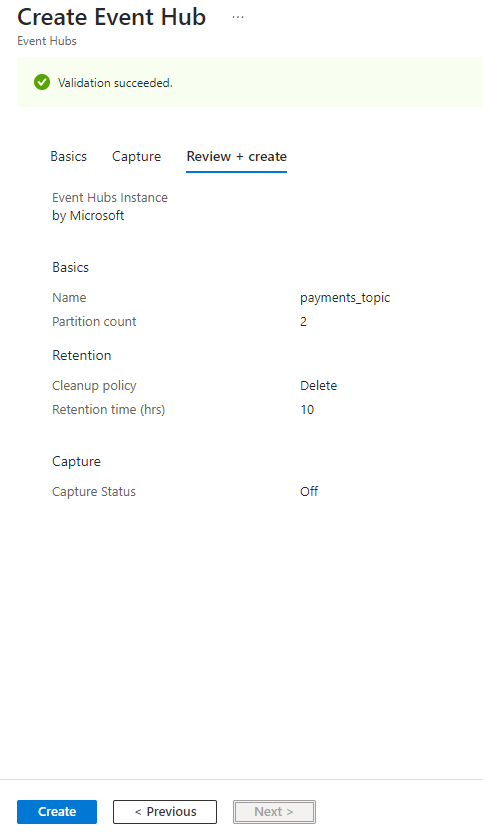 Create Event Hub ...
Event Hubs
Validation succeeded.
Basics Capture Review + create
Event Hubs Instance
by Microsoft
Basics
Name payments_topic
Partition count 2
Retention
Cleanup policy Delete
Retention time (hrs) 10
Capture
Capture Status Off
Create < Previous Next >